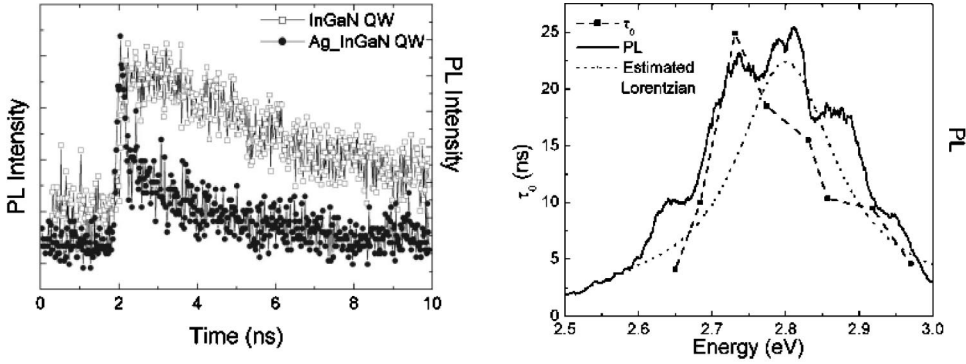 InGaN QW
Ag_InGaN QW
PL Intensity
PL Intensity
0 2 4 6 8 10
Time (ns)
τ₀
PL
Estimated
Lorentzian
25
20
15
10
5
0
τ₀ (ns)
PL
2.5 2.6 2.7 2.8 2.9 3.0
Energy (eV)